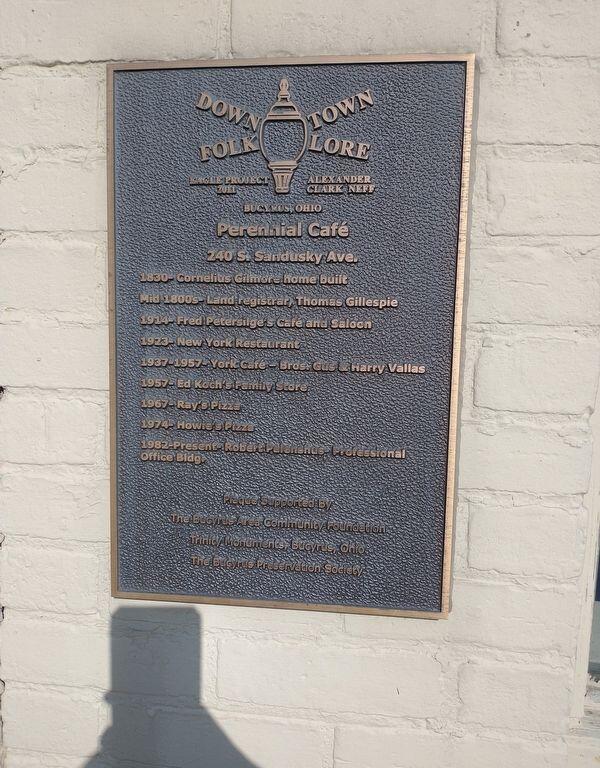 DOWN TOWN
FOLK LORE
EAGLE PROJECT ALEXANDER
2011 CLARK NEFF
BUCYRUS, OHIO
Perennial Café
240 S. Sandusky Ave.
1830- Cornelius Gilmore home built
Mid 1800s- Land registrar, Thomas Gillespie
1914- Fred Petersilge's Café and Saloon
1923- New York Restaurant
1937-1957- York Café – Bros. Gus & Harry Vallas
1957- Ed Koch's Family Store
1967- Ray's Pizza
1974- Howie's Pizza
1982-Present- Robert Professional
Office Bldg.
Plaque Supported by
The Bucyrus Area Community Foundation
Trinity Monuments, Bucyrus, Ohio
The Bucyrus Preservation Society